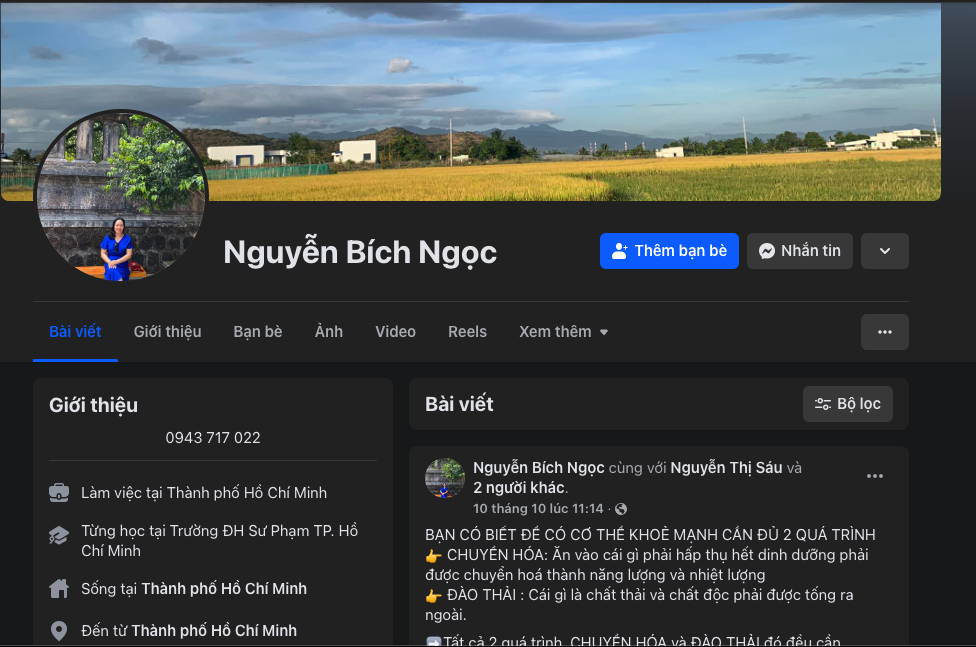 Nguyễn Bích Ngọc
Thêm bạn bè
Nhắn tin
Bài viết
Giới thiệu
Bạn bè
Ảnh
Video
Reels
Xem thêm
Giới thiệu
0943 717 022
Làm việc tại Thành phố Hồ Chí Minh
Từng học tại Trường ĐH Sư Phạm TP. Hồ
Chí Minh
Sống tại Thành phố Hồ Chí Minh
Đến từ Thành phố Hồ Chí Minh
Bài viết
Bộ lọc
Nguyễn Bích Ngọc cùng với Nguyễn Thị Sáu và
2 người khác.
10 tháng 10 lúc 11:14 ·
BẠN CÓ BIẾT ĐỂ CÓ CƠ THỂ KHOẺ MẠNH CẦN ĐỦ 2 QUÁ TRÌNH
👉 CHUYỂN HÓA: Ăn vào cái gì phải hấp thụ hết dinh dưỡng phải
được chuyển hoá thành năng lượng và nhiệt lượng
👉 ĐÀO THẢI : Cái gì là chất thải và chất độc phải được tống ra
ngoài.
➡️Tất cả 2 quá trình CHUYỂN HÓA và ĐÀO THẢI đó đều cần